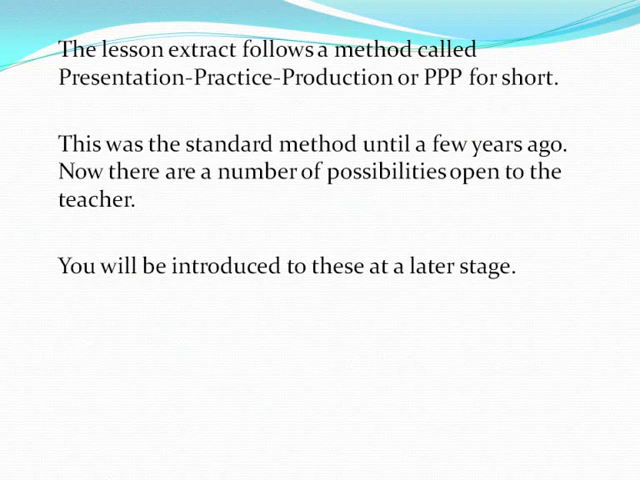 The lesson extract follows a method called
Presentation-Practice-Production or PPP for short.
This was the standard method until a few years ago.
Now there are a number of possibilities open to the
teacher.
You will be introduced to these at a later stage.